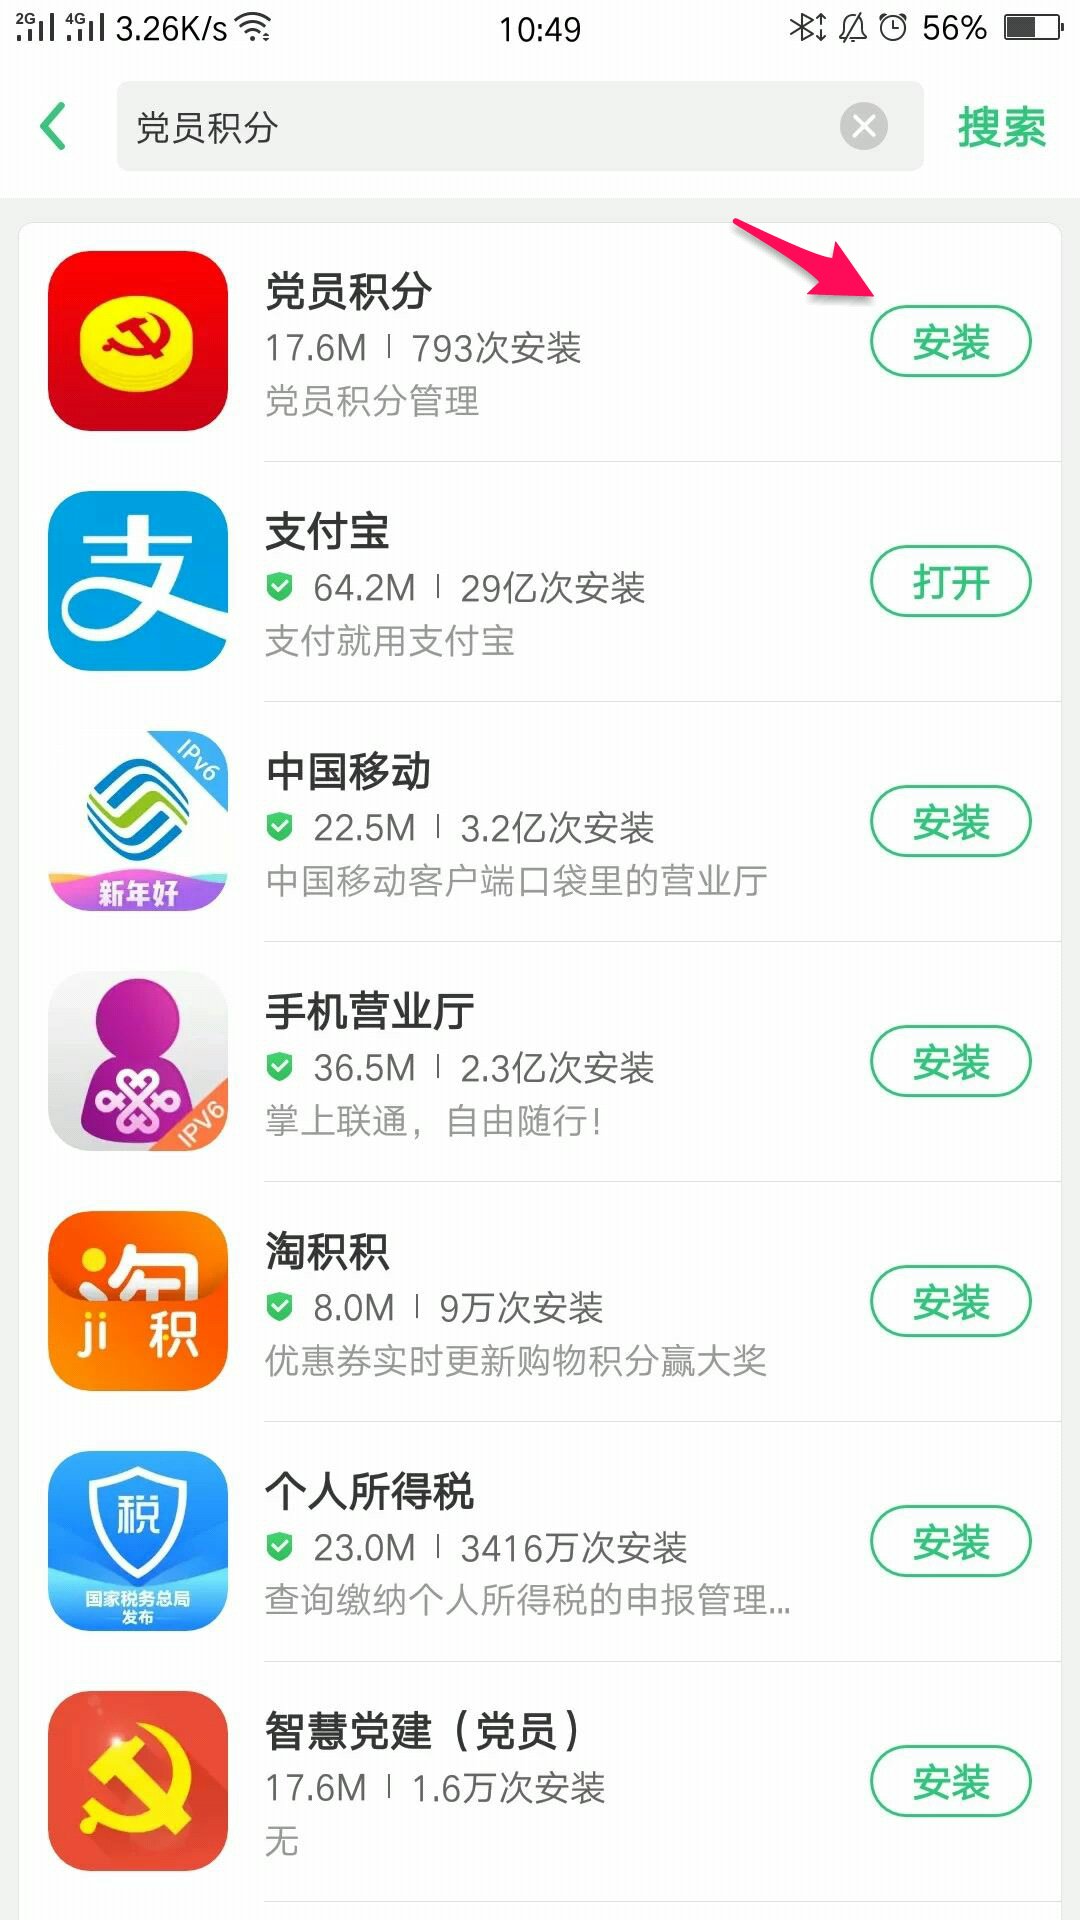 2G 4G 3.26K/s 10:49 56%
党员积分 搜索
党员积分
17.6M | 793次安装
党员积分管理
安装
支
支付宝
64.2M | 29亿次安装
支付就用支付宝
打开
IPv6
新年好
中国移动
22.5M | 3.2亿次安装
中国移动客户端口袋里的营业厅
安装
IPV6
手机营业厅
36.5M | 2.3亿次安装
掌上联通，自由随行！
安装
淘
ji 积
淘积积
8.0M | 9万次安装
优惠券实时更新购物积分赢大奖
安装
税
国家税务总局
发布
个人所得税
23.0M | 3416万次安装
查询缴纳个人所得税的申报管理...
安装
智慧党建（党员）
17.6M | 1.6万次安装
无
安装